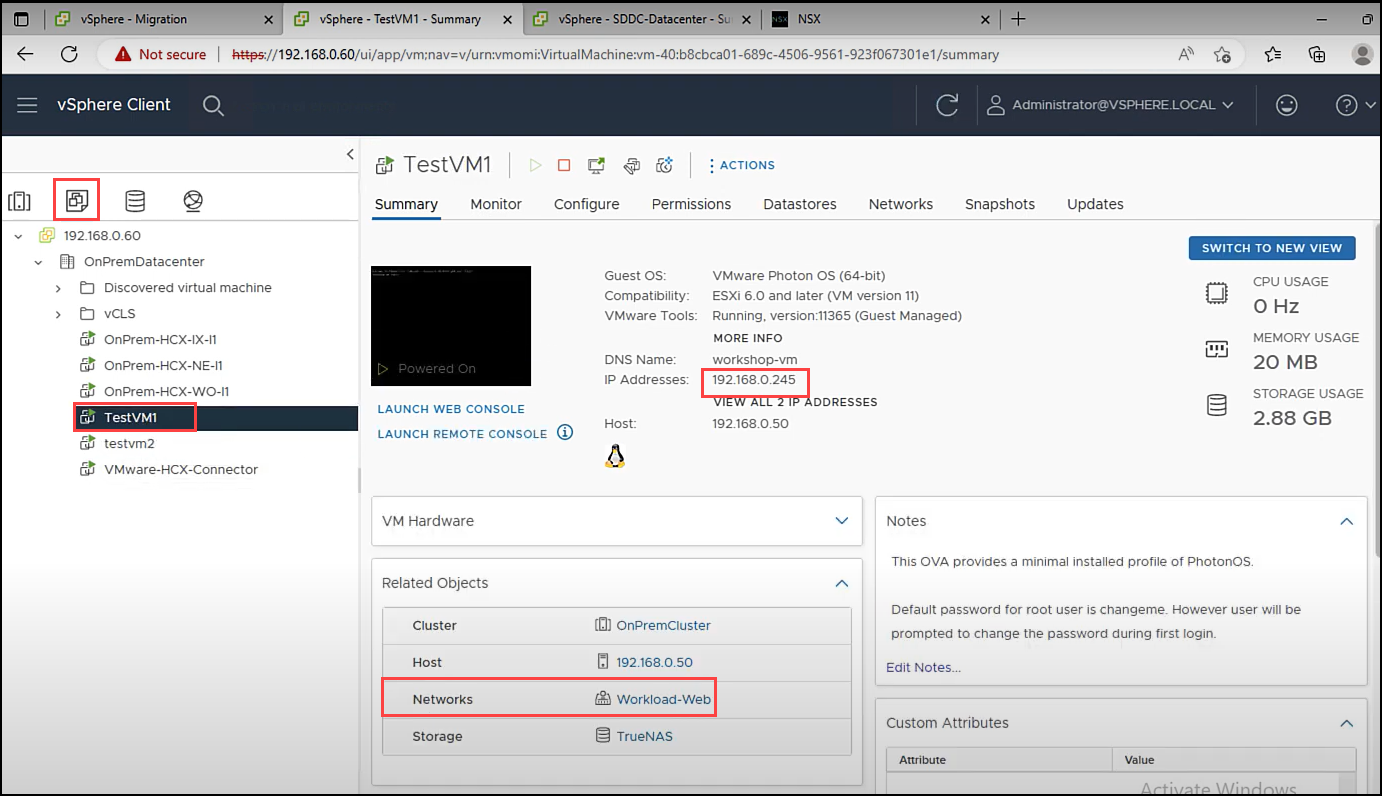 vSphere - Migration
vSphere - TestVM1 - Summary
vSphere - SDDC-Datacenter - Su
NSX NSX
Not secure https://192.168.0.60/ui/app/vm;nav=v/urn:vmomi:VirtualMachine:vm-40:b8cbca01-689c-4506-9561-923f067301e1/summary
vSphere Client
Administrator@VSPHERE.LOCAL
192.168.0.60
OnPremDatacenter
Discovered virtual machine
vCLS
OnPrem-HCX-IX-I1
OnPrem-HCX-NE-I1
OnPrem-HCX-WO-I1
TestVM1
testvm2
VMware-HCX-Connector
TestVM1
ACTIONS
Summary Monitor Configure Permissions Datastores Networks Snapshots Updates
SWITCH TO NEW VIEW
Powered On
LAUNCH WEB CONSOLE
LAUNCH REMOTE CONSOLE
Guest OS: VMware Photon OS (64-bit)
Compatibility: ESXi 6.0 and later (VM version 11)
VMware Tools: Running, version:11365 (Guest Managed)
MORE INFO
DNS Name: workshop-vm
IP Addresses: 192.168.0.245
VIEW ALL 2 IP ADDRESSES
Host: 192.168.0.50
CPU USAGE
0 Hz
MEMORY USAGE
20 MB
STORAGE USAGE
2.88 GB
VM Hardware
Related Objects
Cluster OnPremCluster
Host 192.168.0.50
Networks Workload-Web
Storage TrueNAS
Notes
This OVA provides a minimal installed profile of PhotonOS.
Default password for root user is changeme. However user will be
prompted to change the password during first login.
Edit Notes...
Custom Attributes
Attribute Value
Activate Windows